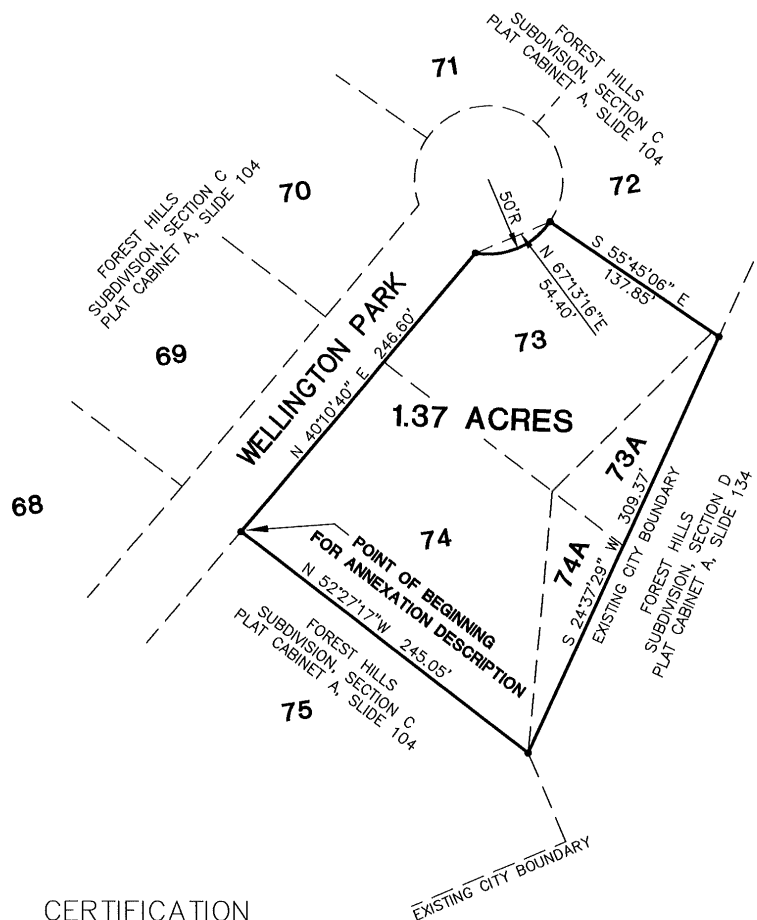 71
FOREST HILLS
SUBDIVISION, SECTION C
PLAT CABINET A, SLIDE 104
70
72
FOREST HILLS
SUBDIVISION, SECTION C
PLAT CABINET A, SLIDE 104
50'R
N 67°13'16"E
54.40'
S 55°45'06" E
137.85'
69
WELLINGTON PARK
N 40°10'40" E 246.60'
73
1.37 ACRES
73A
68
74
74A
S 24°37'29" W 309.37'
EXISTING CITY BOUNDARY
FOREST HILLS
SUBDIVISION, SECTION D
PLAT CABINET A, SLIDE 134
POINT OF BEGINNING
FOR ANNEXATION DESCRIPTION
N 52°27'17"W 245.05'
FOREST HILLS
SUBDIVISION, SECTION C
PLAT CABINET A, SLIDE 104
75
EXISTING CITY BOUNDARY
CERTIFICATION